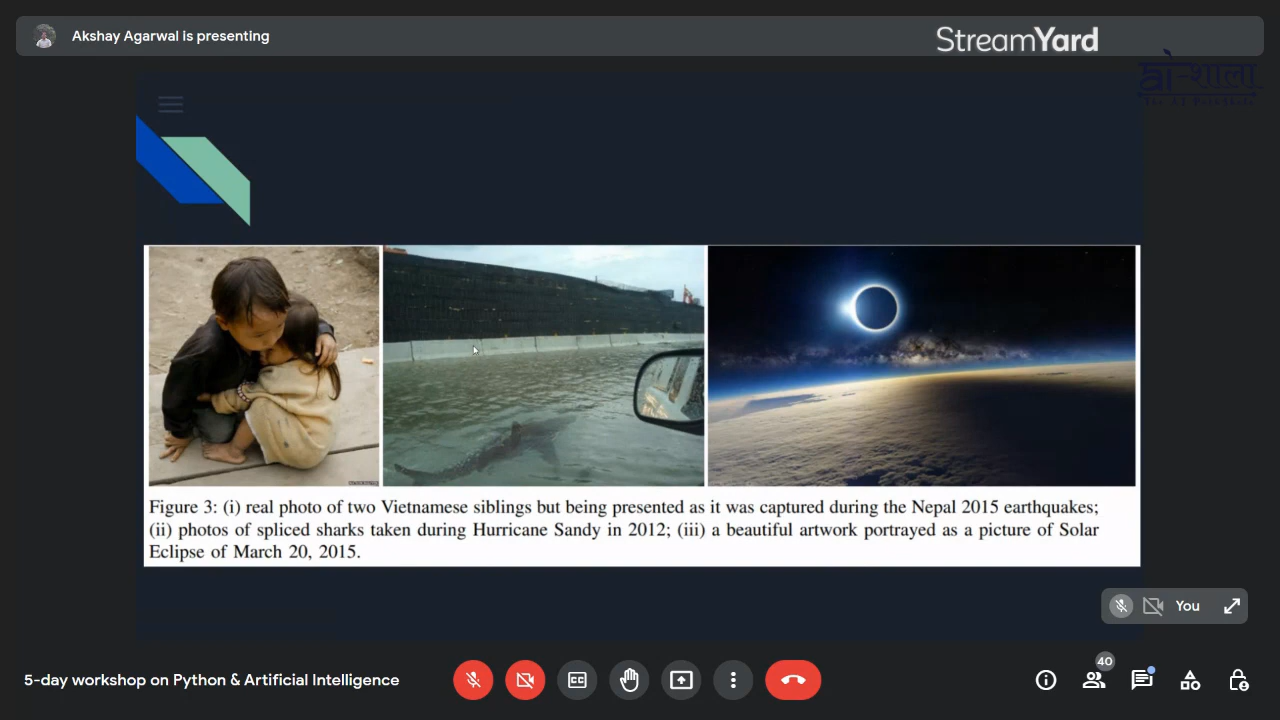 Akshay Agarwal is presenting
StreamYard
ai-शाला
Figure 3: (i) real photo of two Vietnamese siblings but being presented as it was captured during the Nepal 2015 earthquakes;
(ii) photos of spliced sharks taken during Hurricane Sandy in 2012; (iii) a beautiful artwork portrayed as a picture of Solar
Eclipse of March 20, 2015.
You
5-day workshop on Python & Artificial Intelligence
CC
40